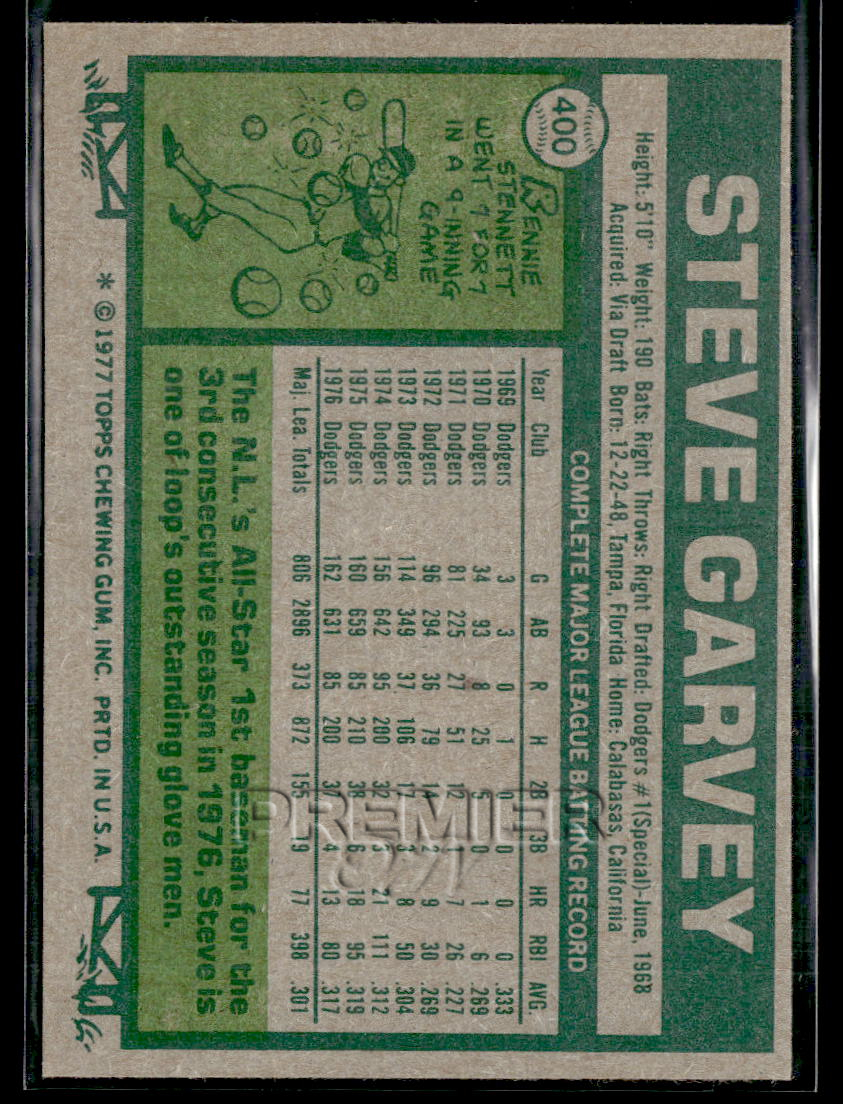 STEVE GARVEY
400
Height: 5'10" Weight: 190 Bats: Right Throws: Right Drafted: Dodgers #1(Special)-June, 1968
Acquired: Via Draft Born: 12-22-48, Tampa, Florida Home: Calabasas, California
COMPLETE MAJOR LEAGUE BATTING RECORD
Year Club G AB R H 2B 3B HR RBI AVG.
1969 Dodgers 3 3 0 1 0 0 0 0 .333
1970 Dodgers 34 93 8 25 5 0 1 6 .269
1971 Dodgers 81 225 27 51 12 1 7 26 .227
1972 Dodgers 96 294 36 79 14 2 9 30 .269
1973 Dodgers 114 349 37 106 17 3 8 50 .304
1974 Dodgers 156 642 95 200 32 3 21 111 .312
1975 Dodgers 160 659 85 210 38 6 18 95 .319
1976 Dodgers 162 631 85 200 37 4 13 80 .317
Maj. Lea. Totals 806 2896 373 872 155 19 77 398 .301
RENNIE
STENNETT
WENT 7 FOR 7
IN A 9-INNING
GAME
The N.L.'s All-Star 1st baseman for the
3rd consecutive season in 1976, Steve is
one of loop's outstanding glove men.
* © 1977 TOPPS CHEWING GUM, INC. PRTD. IN U.S.A.
PREMIER